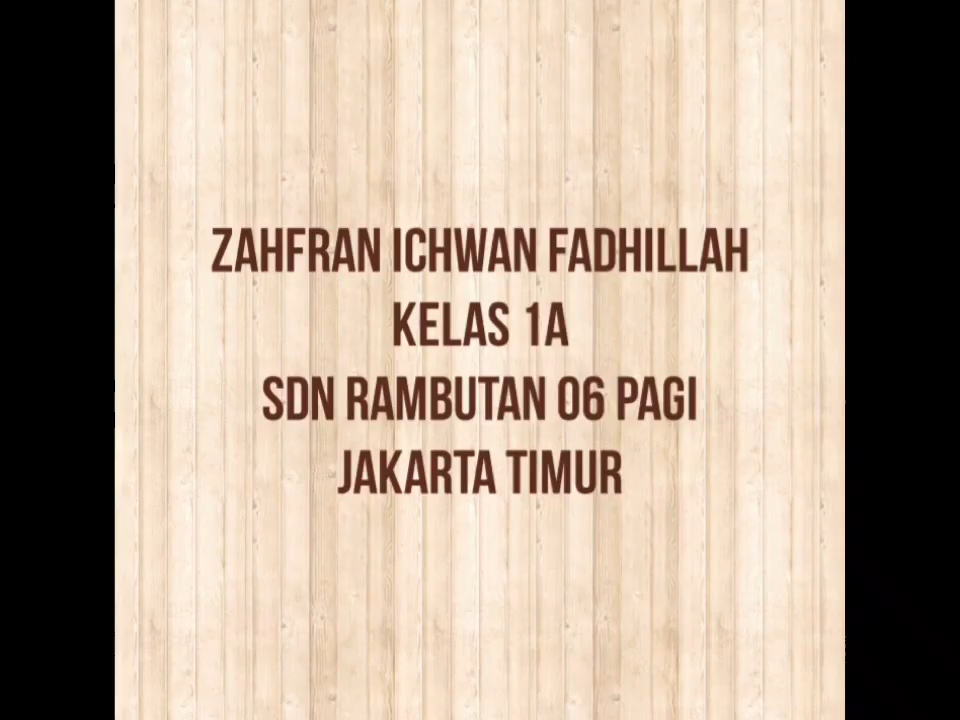 ZAHFRAN ICHWAN FADHILLAH
KELAS 1A
SDN RAMBUTAN 06 PAGI
JAKARTA TIMUR